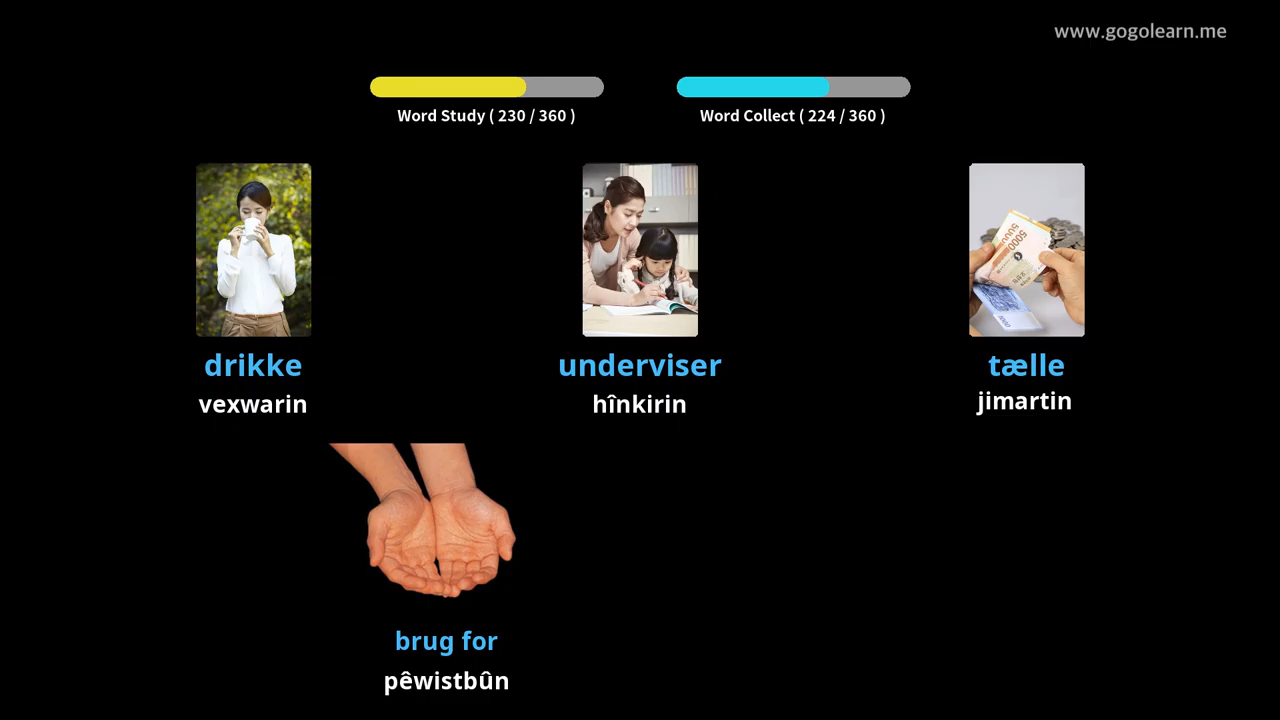 www.gogolearn.me
Word Study ( 230 / 360 )
Word Collect ( 224 / 360 )
drikke
vexwarin
underviser
hînkirin
5000
tælle
jimartin
brug for
pêwistbûn